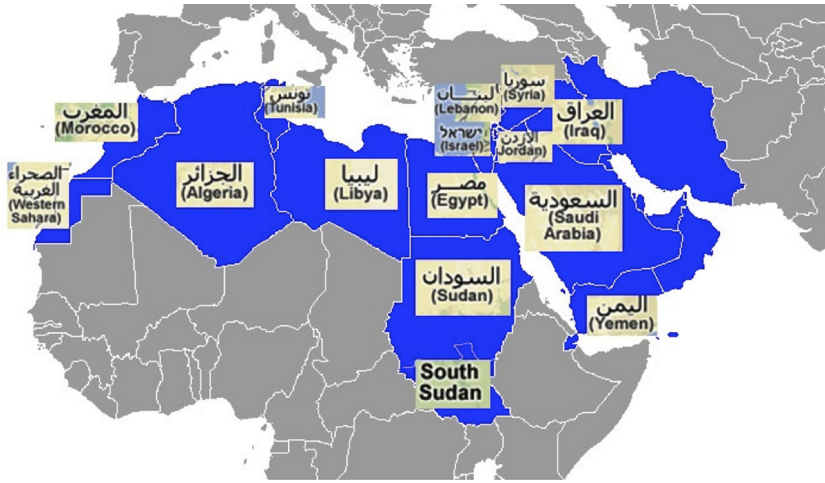 المغرب
(Morocco)
الصحراء
الغربية
(Western
Sahara)
الجزائر
(Algeria)
تونس
(Tunisia)
ليبيا
(Libya)
مصر
(Egypt)
السودان
(Sudan)
South
Sudan
لبنان
(Lebanon)
ישראל
(Israel)
سوريا
(Syria)
الأردن
(Jordan)
العراق
(Iraq)
السعودية
(Saudi
Arabia)
اليمن
(Yemen)